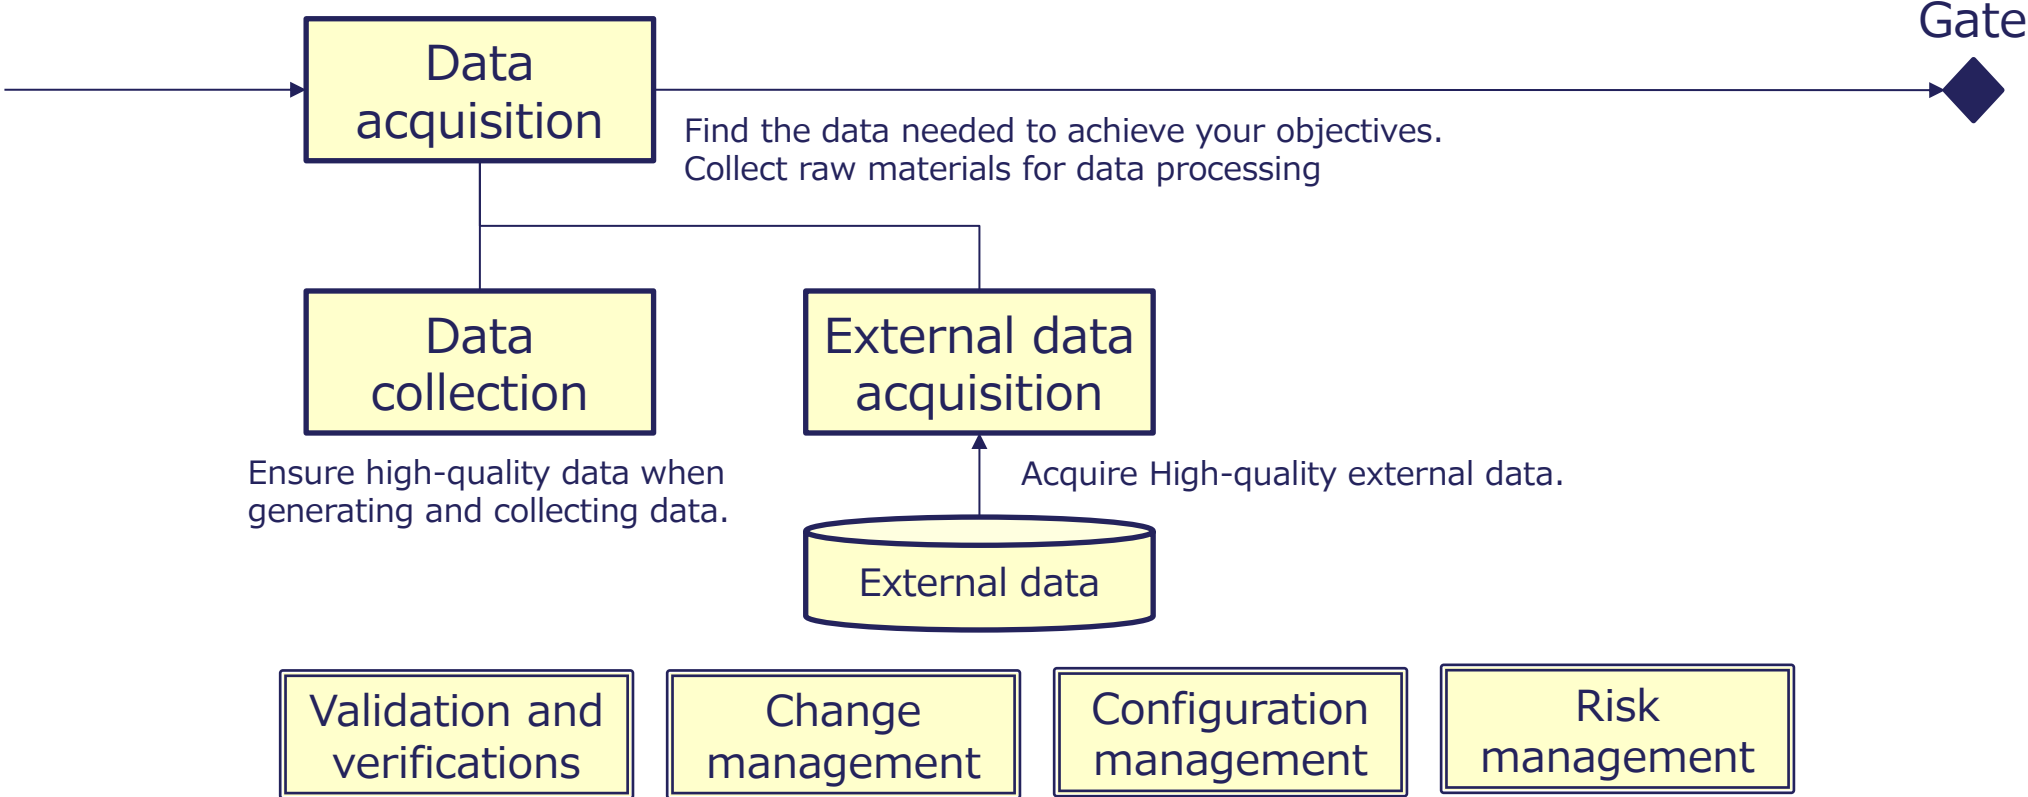 Gate
Data
acquisition
Find the data needed to achieve your objectives.
Collect raw materials for data processing
Data
collection
External data
acquisition
Ensure high-quality data when
generating and collecting data.
Acquire High-quality external data.
External data
Validation and
verifications
Change
management
Configuration
management
Risk
management